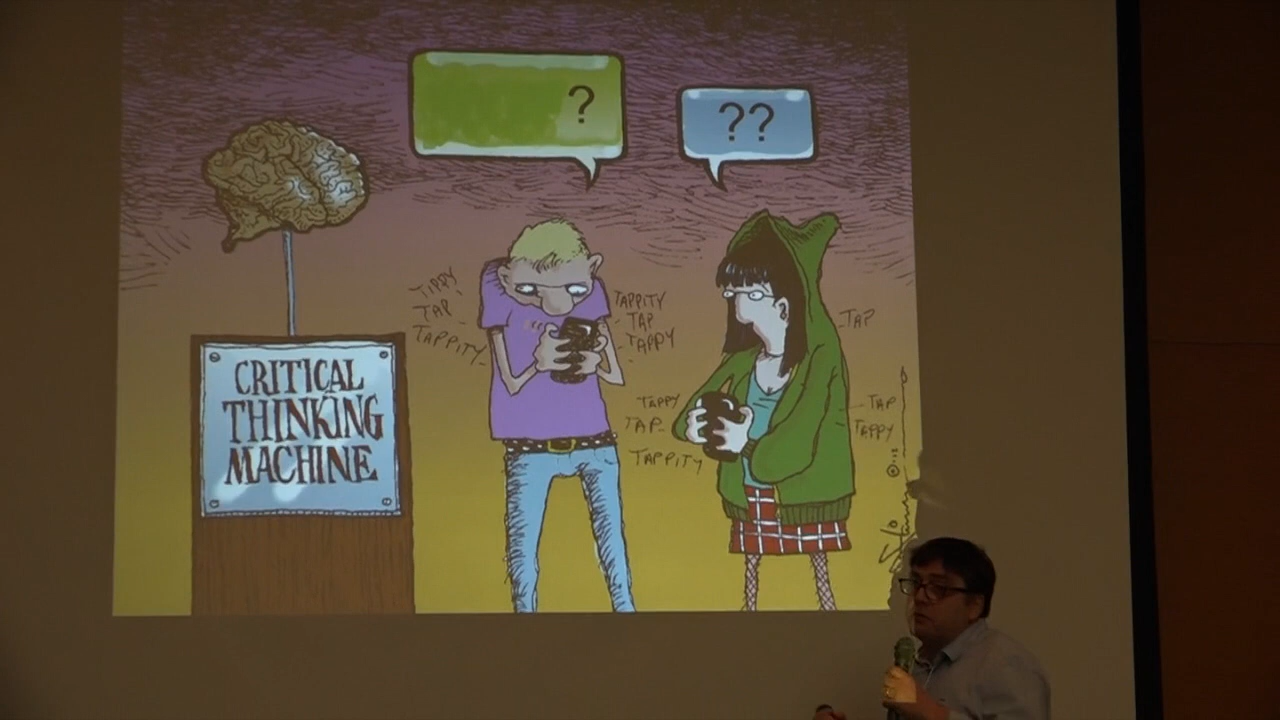 ?
??
CRITICAL
THINKING
MACHINE
TIPPY
TAP
TAPPITY
TAPPITY
TAP
TAPPY
TAP
TAPPY
TAP
TAPPITY
TAP
TAPPY